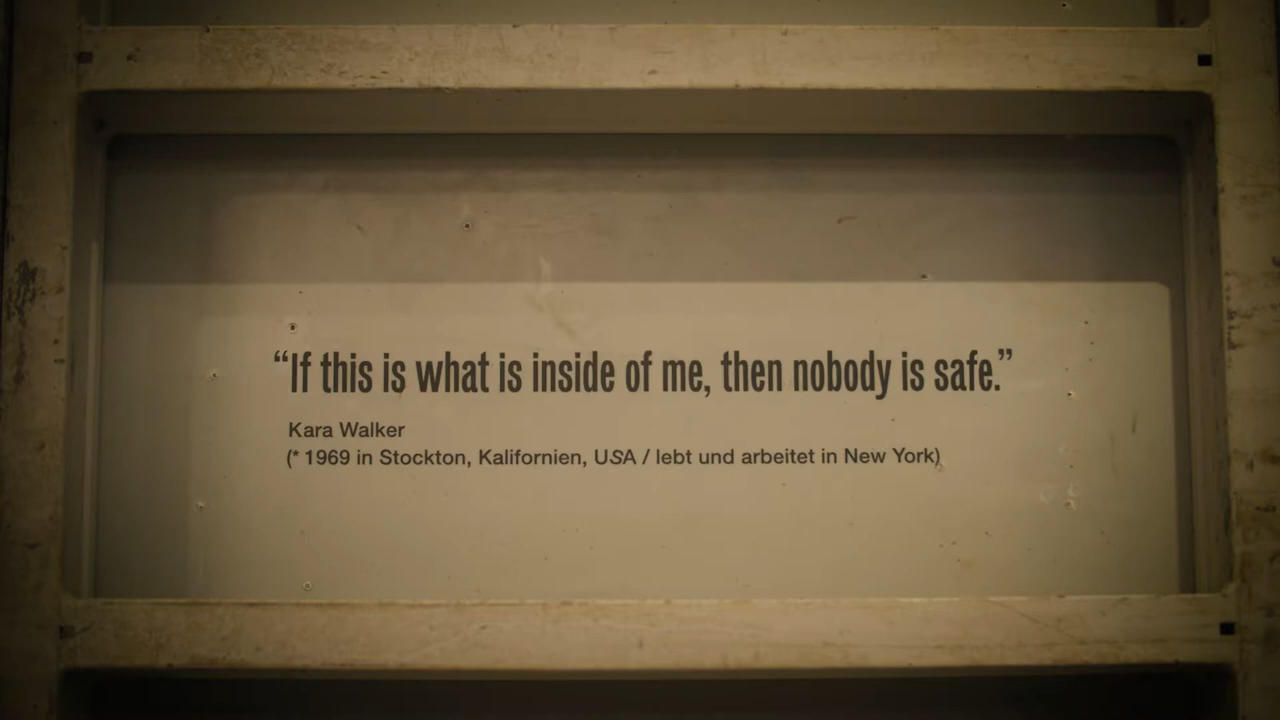 “If this is what is inside of me, then nobody is safe.”
Kara Walker
(* 1969 in Stockton, Kalifornien, USA / lebt und arbeitet in New York)